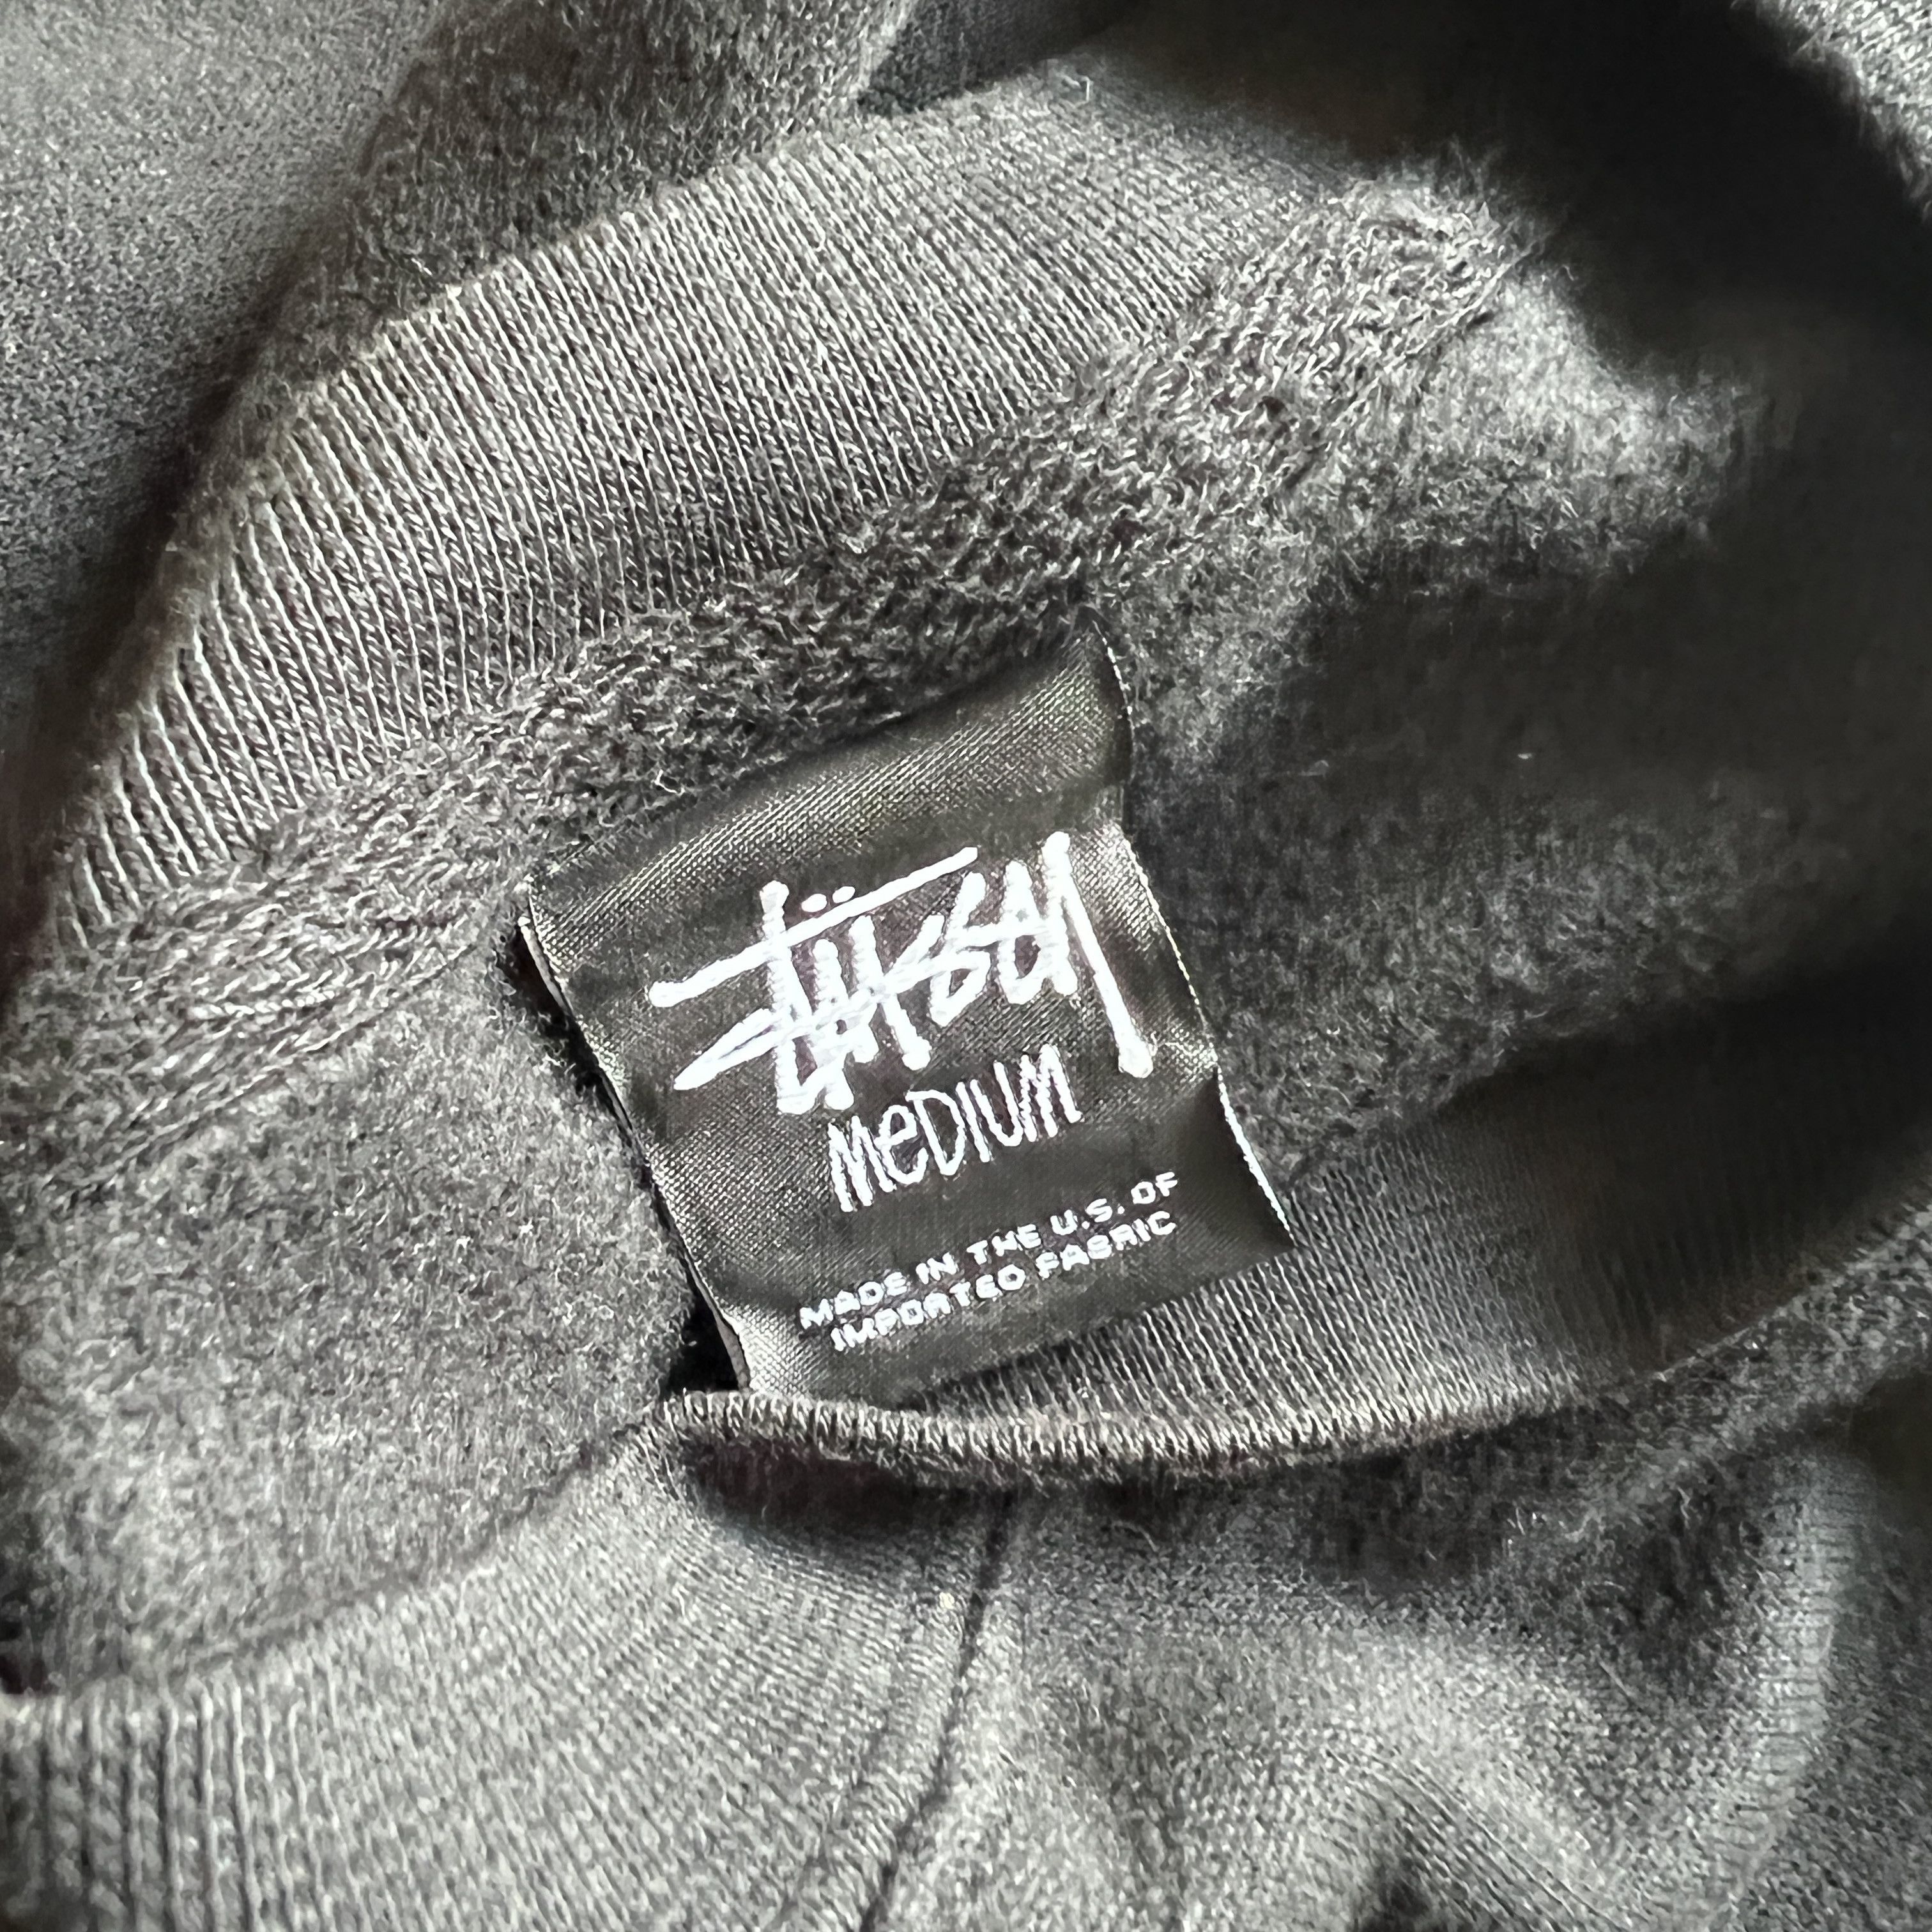 Stüssy
MeDIUM
MADE IN THE U.S. OF
IMPORTED FABRIC